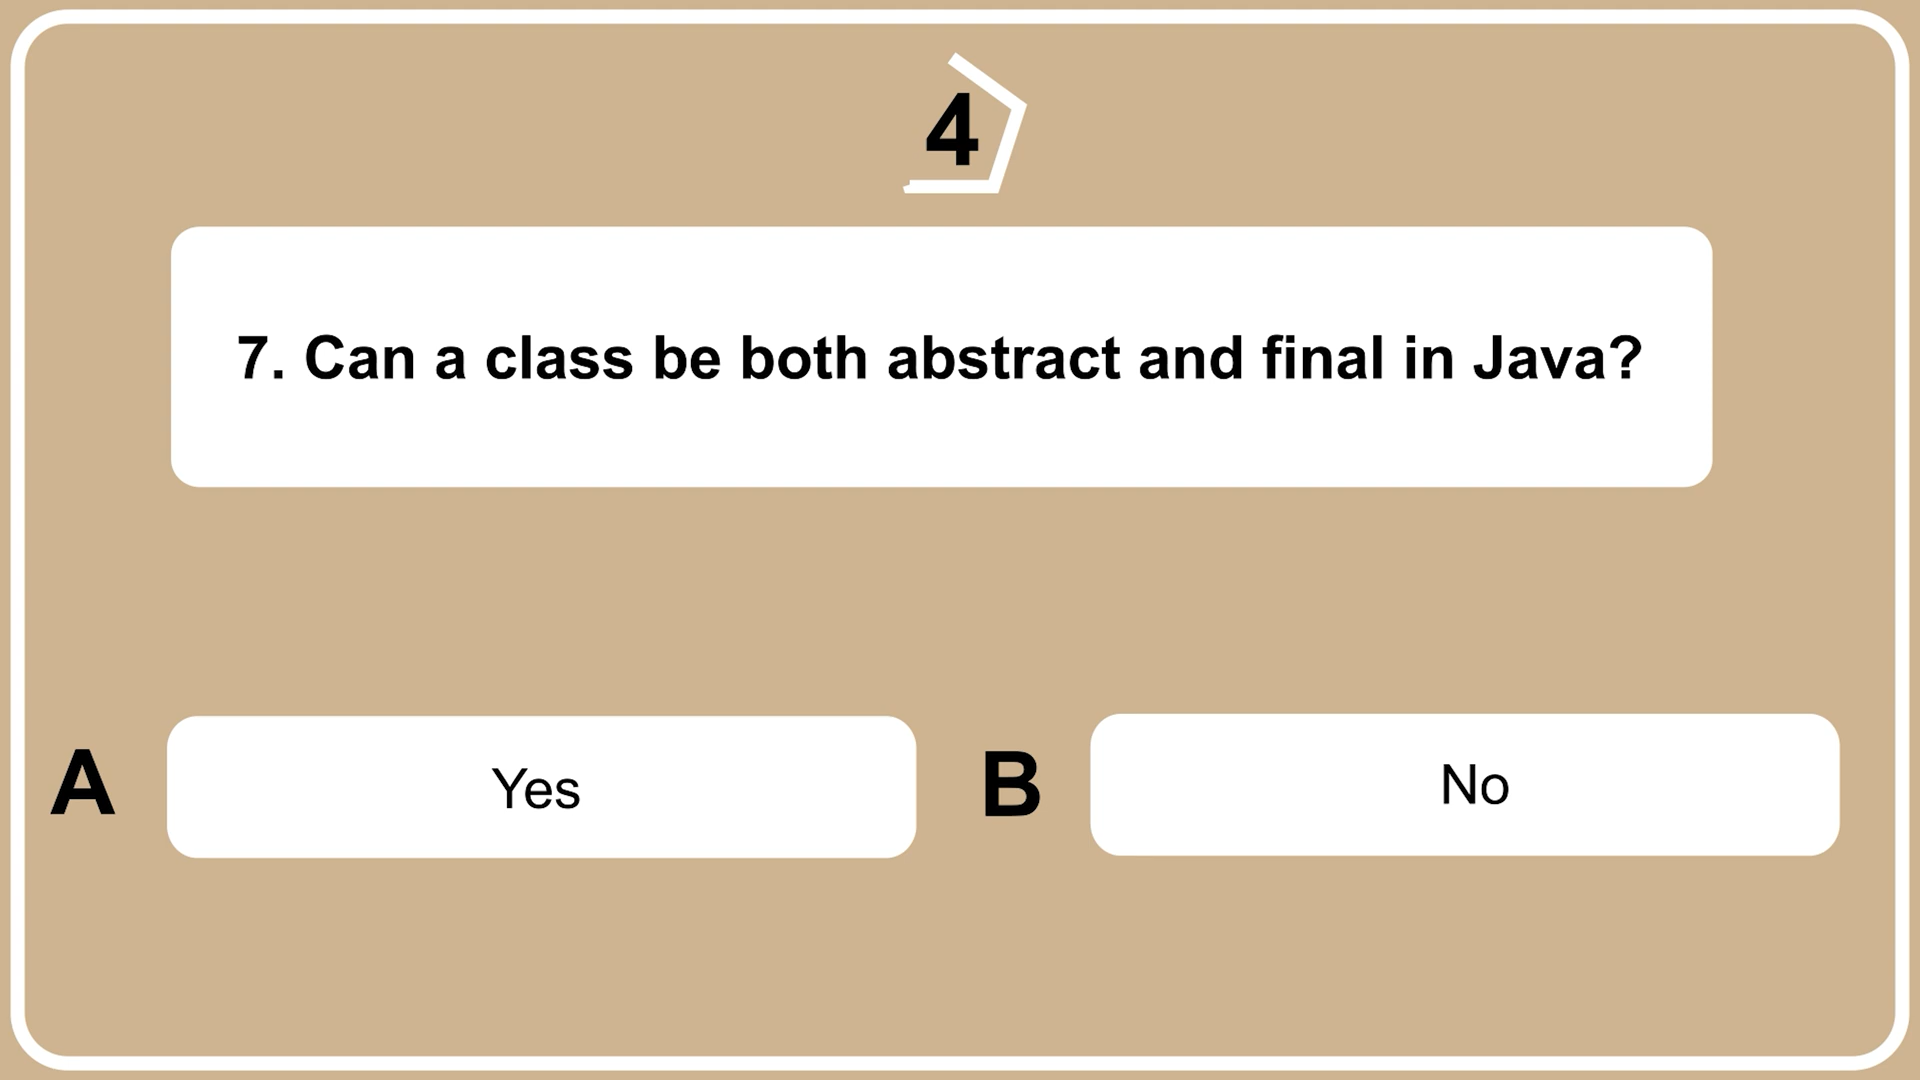 4
7. Can a class be both abstract and final in Java?
A
Yes
B
No